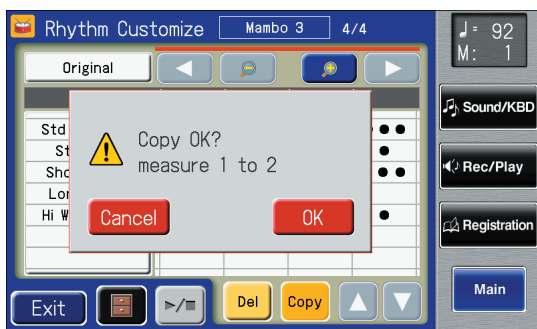 Rhythm Customize Mambo 3 4/4
♩= 92
M: 1
Original
Std
St
Sho
Lo
Hi W
Copy OK?
measure 1 to 2
Cancel OK
Sound/KBD
Rec/Play
Registration
Main
Exit
Del Copy